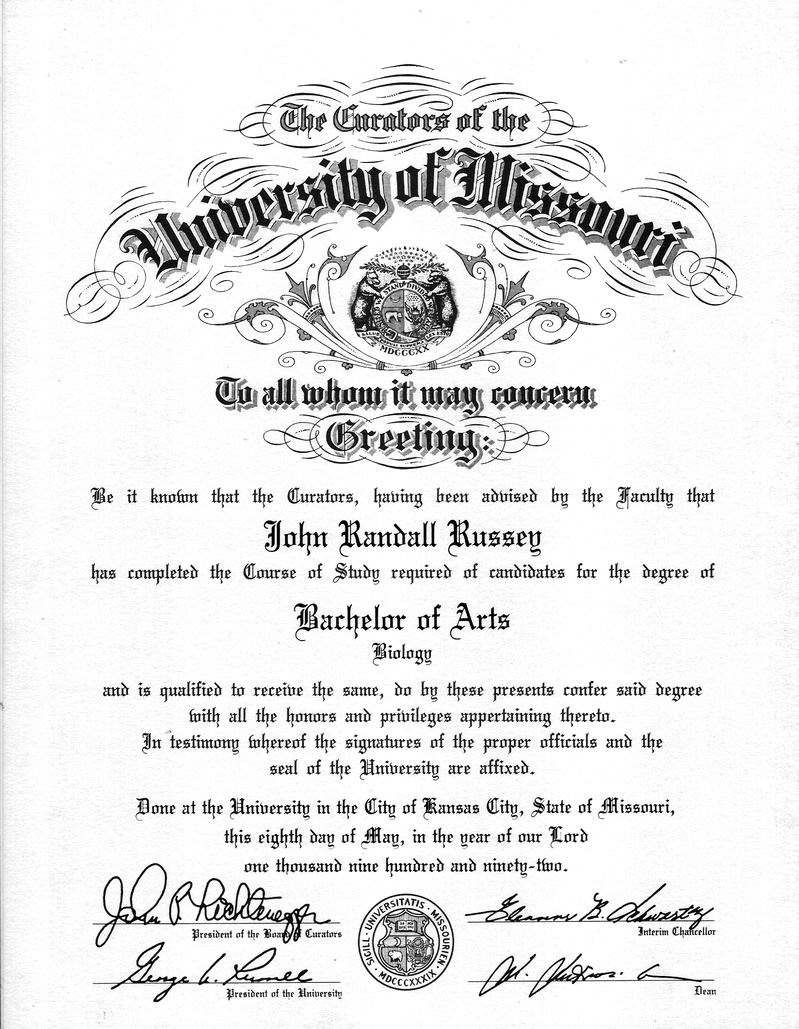 The Curators of the
University of Missouri
MDCCCXX
To all whom it may concern
Greeting:
Be it known that the Curators, having been advised by the Faculty that
John Randall Russey
has completed the Course of Study required of candidates for the degree of
Bachelor of Arts
Biology
and is qualified to receive the same, do by these presents confer said degree
with all the honors and privileges appertaining thereto.
In testimony whereof the signatures of the proper officials and the
seal of the University are affixed.
Done at the University in the City of Kansas City, State of Missouri,
this eighth day of May, in the year of our Lord
one thousand nine hundred and ninety-two.
President of the Board of Curators
Eleanor B. Schwartz
Interim Chancellor
SIGILL · UNIVERSITATIS · MISSOURIEN · MDCCCXXXIX ·
President of the University
Dean